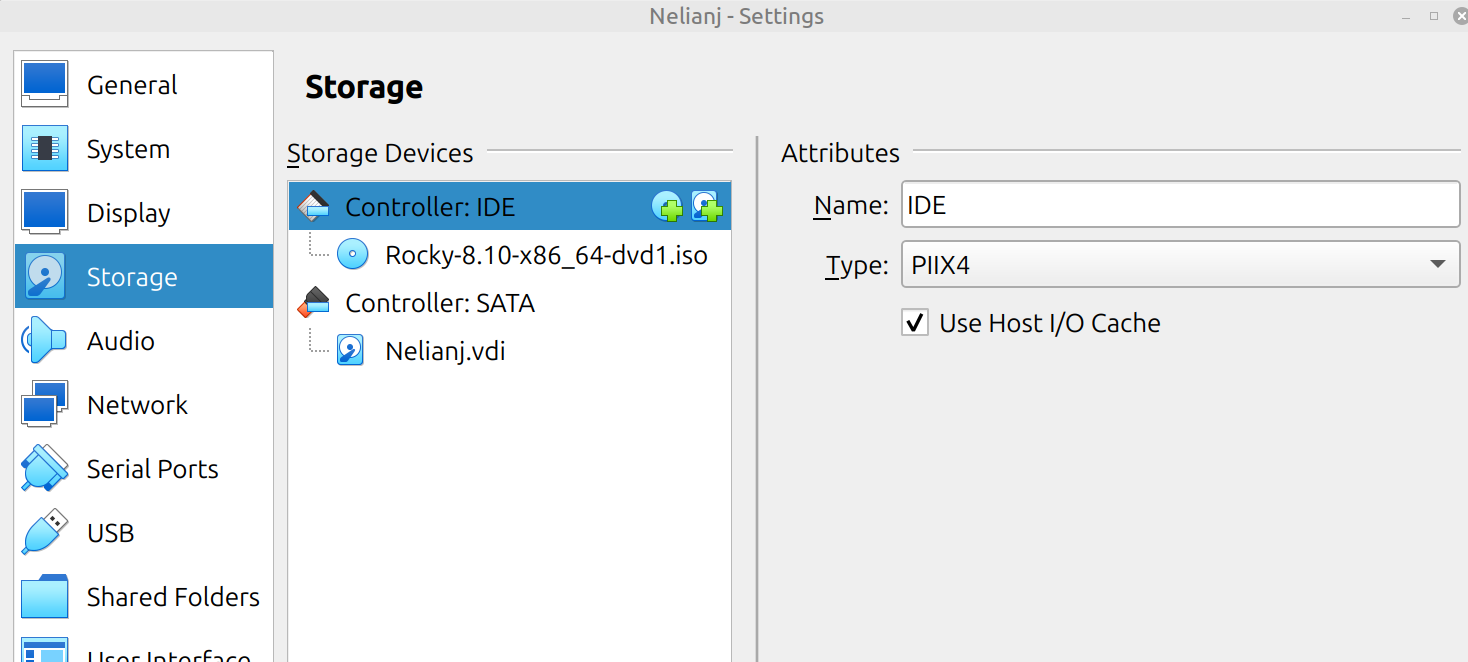 Nelianj - Settings
General
System
Display
Storage
Audio
Network
Serial Ports
USB
Shared Folders
User Interface
Storage
Storage Devices
Controller: IDE
Rocky-8.10-x86_64-dvd1.iso
Controller: SATA
Nelianj.vdi
Attributes
Name: IDE
Type: PIIX4
Use Host I/O Cache